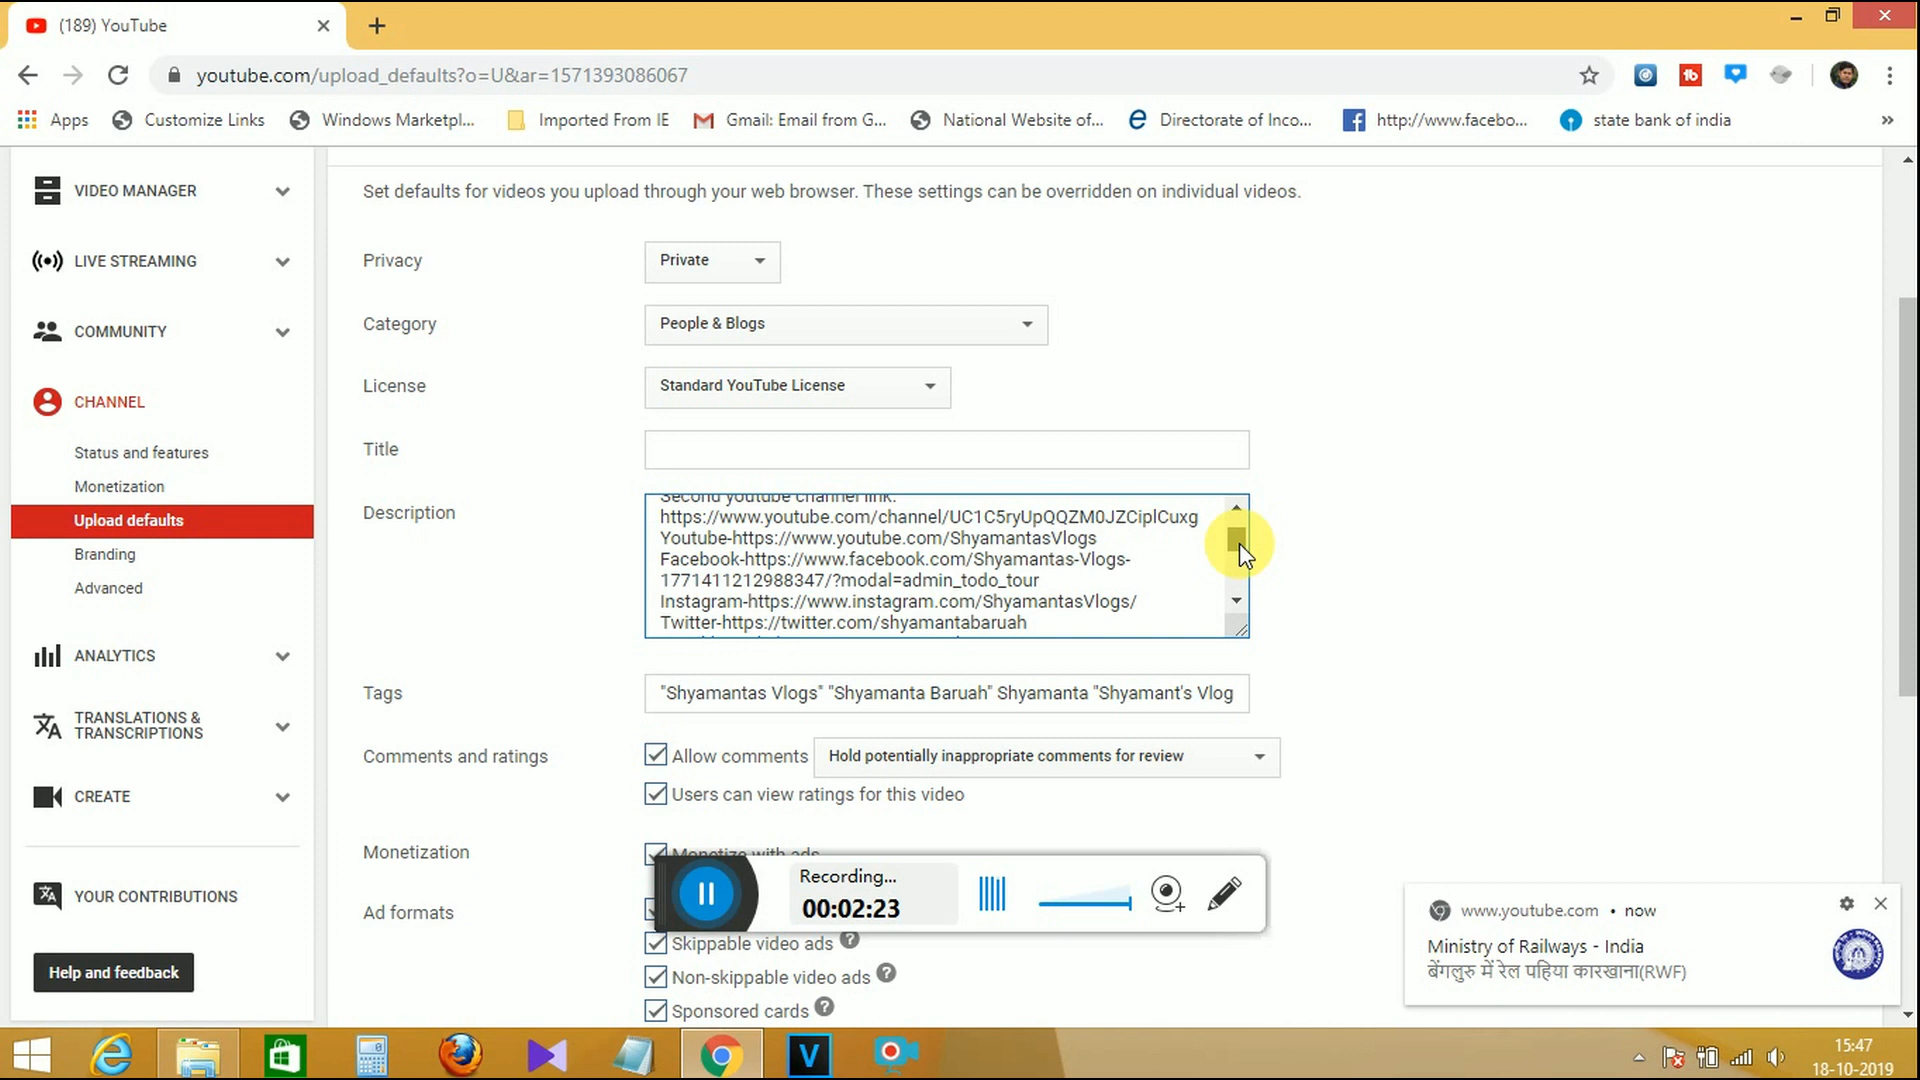 (189) YouTube
youtube.com/upload_defaults?o=U&ar=1571393086067
Apps
Customize Links
Windows Marketpl...
Imported From IE
Gmail: Email from G...
National Website of...
Directorate of Inco...
http://www.facebo...
state bank of india
»
VIDEO MANAGER
LIVE STREAMING
COMMUNITY
CHANNEL
Status and features
Monetization
Upload defaults
Branding
Advanced
ANALYTICS
TRANSLATIONS &
TRANSCRIPTIONS
CREATE
YOUR CONTRIBUTIONS
Help and feedback
Set defaults for videos you upload through your web browser. These settings can be overridden on individual videos.
Privacy
Private
Category
People & Blogs
License
Standard YouTube License
Title
Description
Second youtube channel link:
https://www.youtube.com/channel/UC1C5ryUpQQZM0JZCiplCuxg
Youtube-https://www.youtube.com/ShyamantasVlogs
Facebook-https://www.facebook.com/Shyamantas-Vlogs-
1771411212988347/?modal=admin_todo_tour
Instagram-https://www.instagram.com/ShyamantasVlogs/
Twitter-https://twitter.com/shyamantabaruah
Tags
"Shyamantas Vlogs" "Shyamanta Baruah" Shyamanta "Shyamant's Vlog
Comments and ratings
Allow comments
Hold potentially inappropriate comments for review
Users can view ratings for this video
Monetization
Monetize with ads
Ad formats
Skippable video ads ?
Non-skippable video ads ?
Sponsored cards ?
Recording...
00:02:23
www.youtube.com • now
Ministry of Railways - India
बेंगलुरु में रेल पहिया कारखाना(RWF)
15:47
18-10-2019